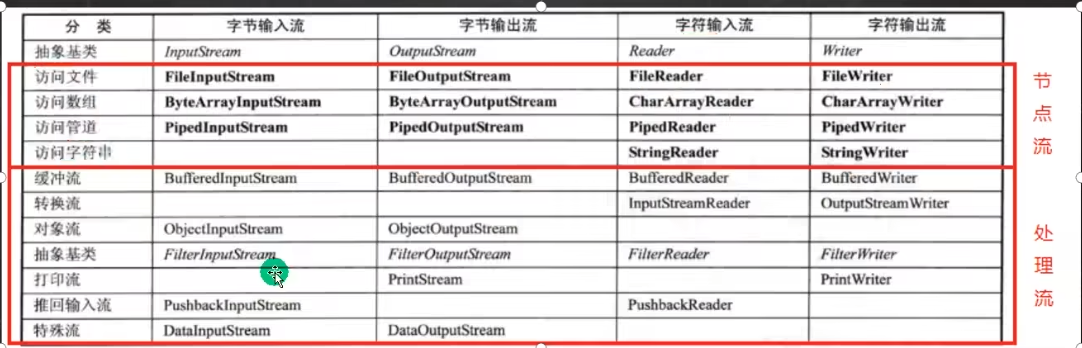 分 类 字节输入流 字节输出流 字符输入流 字符输出流
抽象基类 InputStream OutputStream Reader Writer
访问文件 FileInputStream FileOutputStream FileReader FileWriter
访问数组 ByteArrayInputStream ByteArrayOutputStream CharArrayReader CharArrayWriter
访问管道 PipedInputStream PipedOutputStream PipedReader PipedWriter
访问字符串 StringReader StringWriter
缓冲流 BufferedInputStream BufferedOutputStream BufferedReader BufferedWriter
转换流 InputStreamReader OutputStreamWriter
对象流 ObjectInputStream ObjectOutputStream
抽象基类 FilterInputStream FilterOutputStream FilterReader FilterWriter
打印流 PrintStream PrintWriter
推回输入流 PushbackInputStream PushbackReader
特殊流 DataInputStream DataOutputStream
节点流
处理流